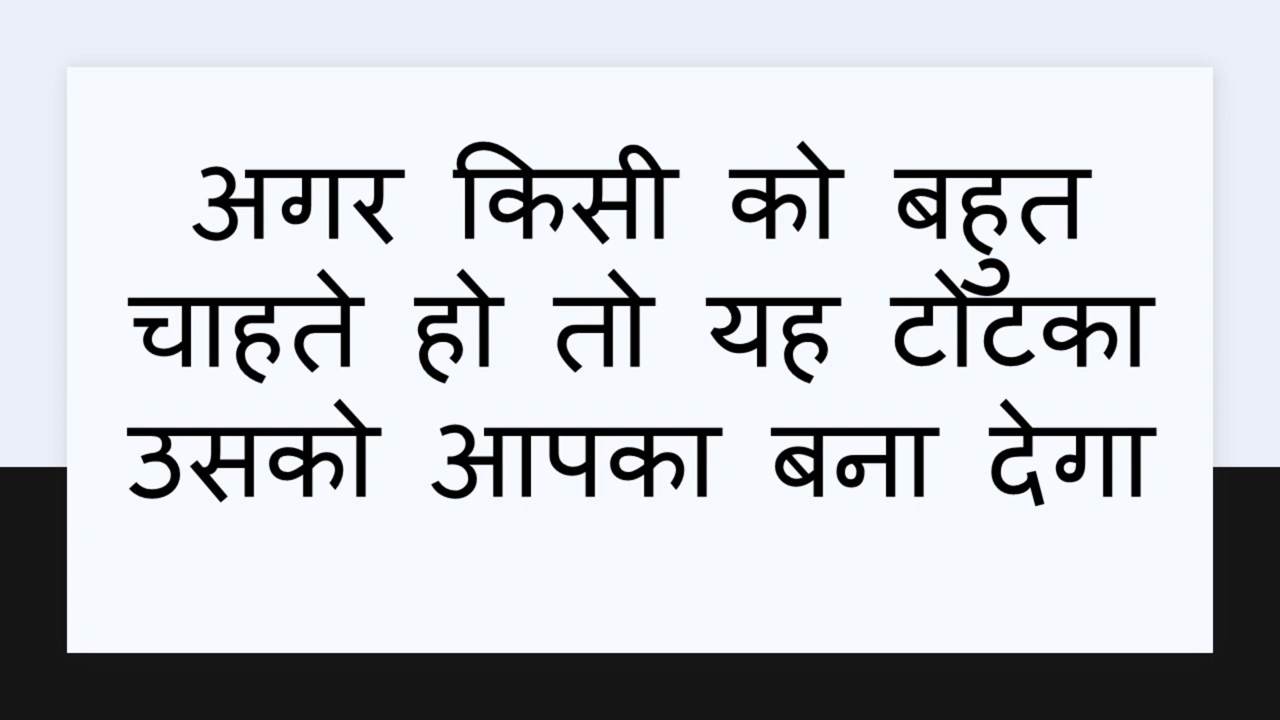 अगर किसी को बहुत
चाहते हो तो यह टोटका
उसको आपका बना देगा